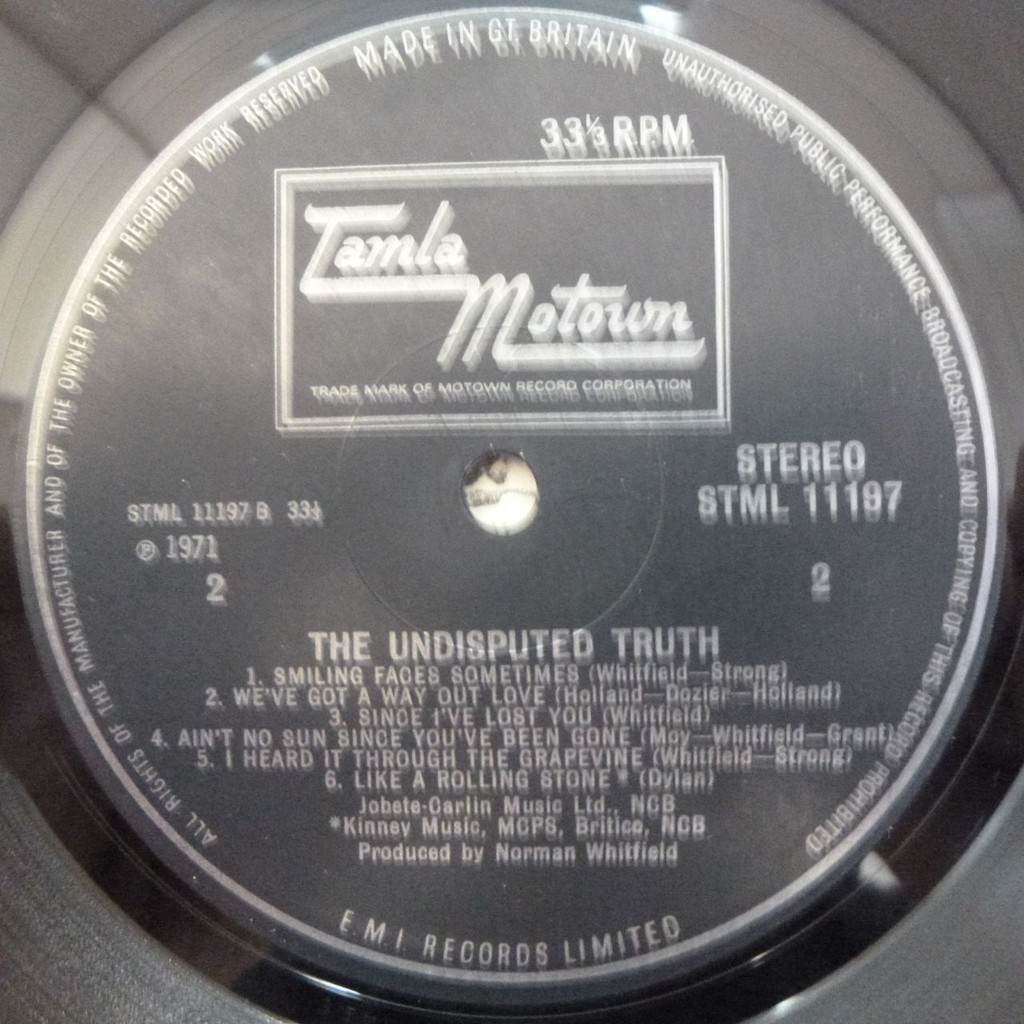 MADE IN GT. BRITAIN
UNAUTHORISED PUBLIC PERFORMANCE BROADCASTING AND COPYING OF THIS RECORD PROHIBITED
ALL RIGHTS OF THE MANUFACTURER AND OF THE OWNER OF THE RECORDED WORK RESERVED
33⅓ RPM
Tamla
Motown
TRADE MARK OF MOTOWN RECORD CORPORATION
STEREO
STML 11197
STML 11197 B 33⅓
℗ 1971
2
2
THE UNDISPUTED TRUTH
1. SMILING FACES SOMETIMES (Whitfield—Strong)
2. WE'VE GOT A WAY OUT LOVE (Holland—Dozier—Holland)
3. SINCE I'VE LOST YOU (Whitfield)
4. AIN'T NO SUN SINCE YOU'VE BEEN GONE (Moy—Whitfield—Grant)
5. I HEARD IT THROUGH THE GRAPEVINE (Whitfield—Strong)
6. LIKE A ROLLING STONE* (Dylan)
Jobete-Carlin Music Ltd., NCB
*Kinney Music, MCPS, Britico, NCB
Produced by Norman Whitfield
E.M.I. RECORDS LIMITED